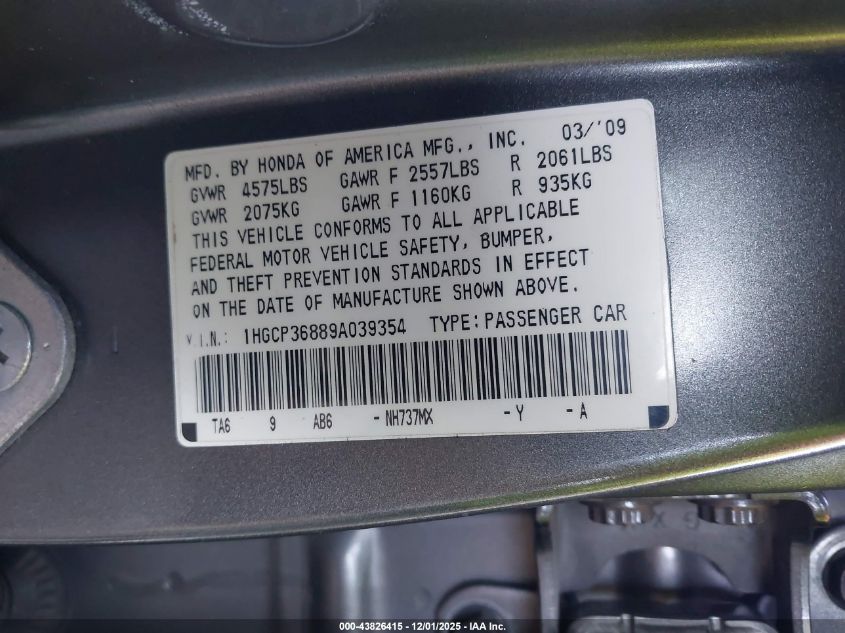 MFD. BY HONDA OF AMERICA MFG., INC. 03/'09
GVWR 4575LBS GAWR F 2557LBS R 2061LBS
GVWR 2075KG GAWR F 1160KG R 935KG
THIS VEHICLE CONFORMS TO ALL APPLICABLE
FEDERAL MOTOR VEHICLE SAFETY, BUMPER,
AND THEFT PREVENTION STANDARDS IN EFFECT
ON THE DATE OF MANUFACTURE SHOWN ABOVE.
V.I.N.: 1HGCP36889A039354 TYPE: PASSENGER CAR
TA6 9 AB6 - NH737MX - Y - A
000-43826415 - 12/01/2025 - IAA Inc.